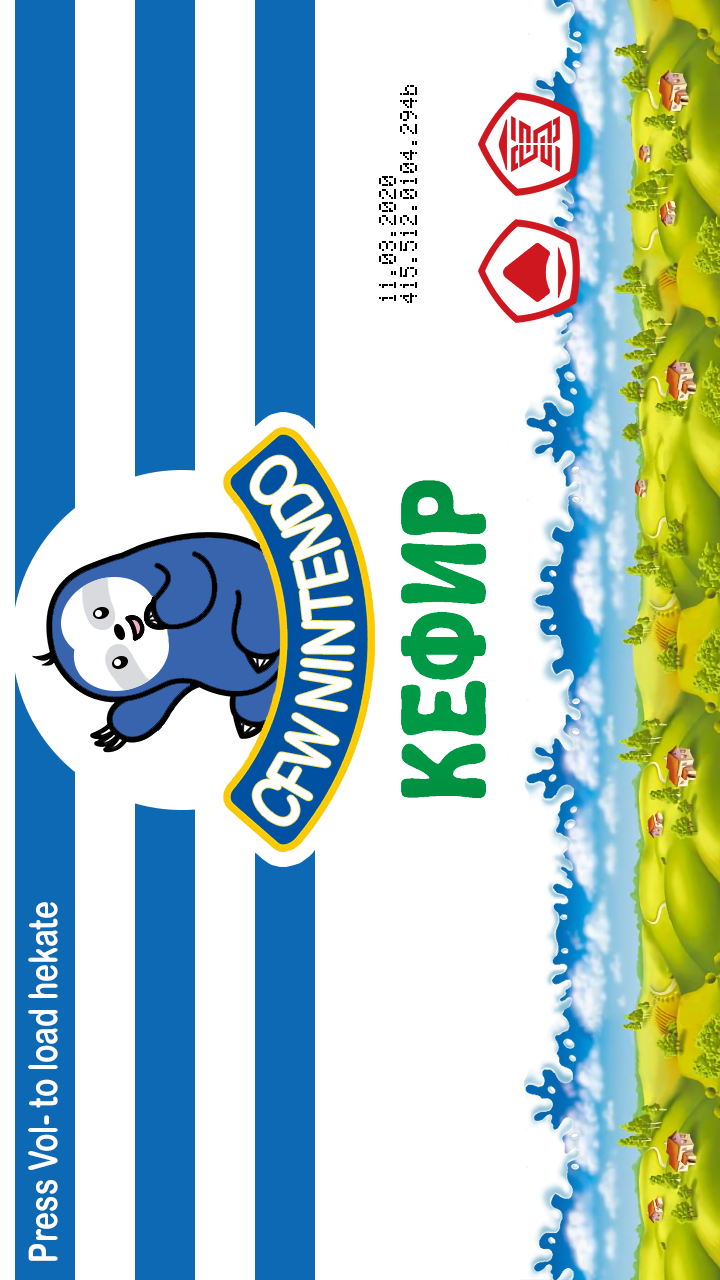 Press Vol- to load hekate
CFW NINTENDO
КЕФИР
11.03.2020
415.512.0104.294b